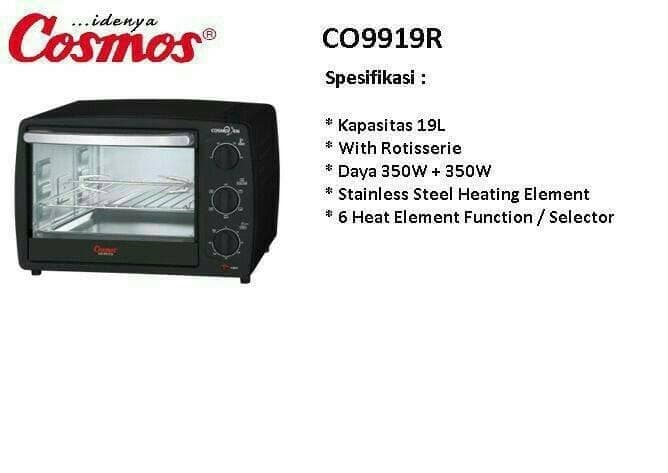 ...idenya
Cosmos®
CO9919R
Spesifikasi :
* Kapasitas 19L
* With Rotisserie
* Daya 350W + 350W
* Stainless Steel Heating Element
* 6 Heat Element Function / Selector
Cosmos